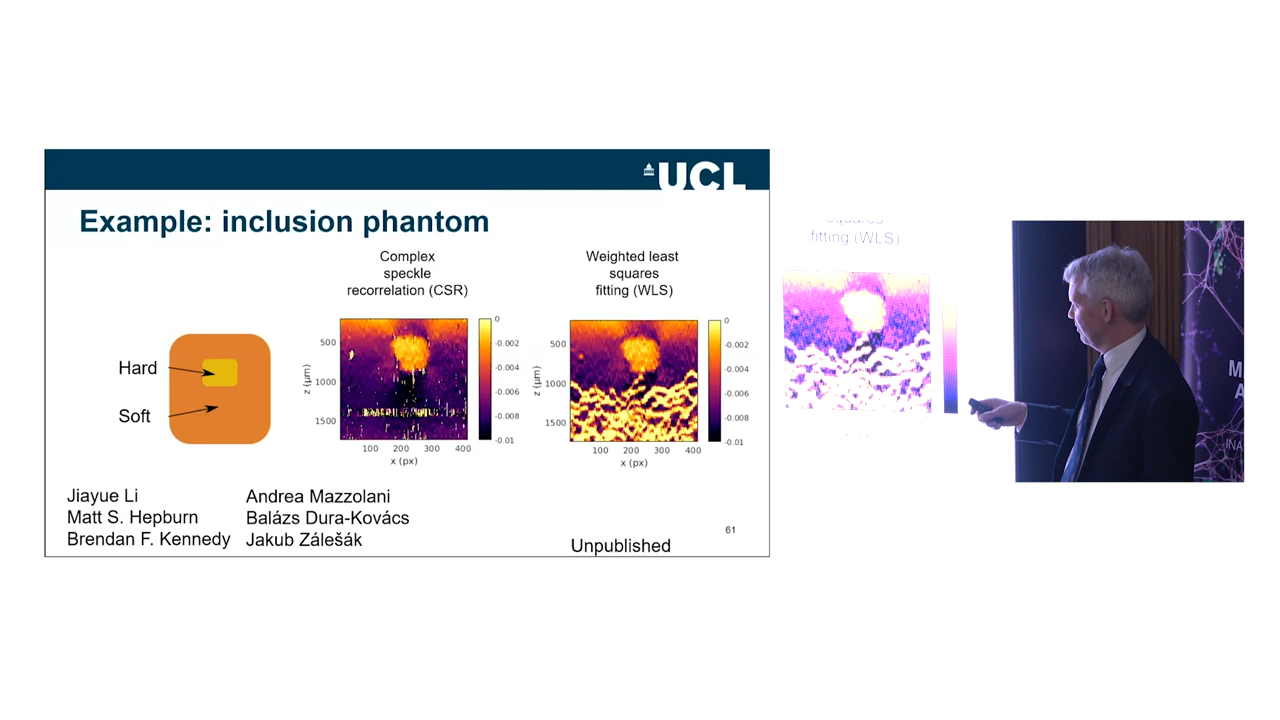 UCL
Example: inclusion phantom
Complex
speckle
recorrelation (CSR)
Weighted least
squares
fitting (WLS)
Hard
Soft
z (µm)
500
1000
1500
100 200 300 400
x (px)
0
-0.002
-0.004
-0.006
-0.008
-0.01
z (µm)
500
1000
1500
100 200 300 400
x (px)
0
-0.002
-0.004
-0.006
-0.008
-0.01
Jiayue Li
Matt S. Hepburn
Brendan F. Kennedy
Andrea Mazzolani
Balázs Dura-Kovács
Jakub Zálešák
61
Unpublished
squares
fitting (WLS)
M
A
INA